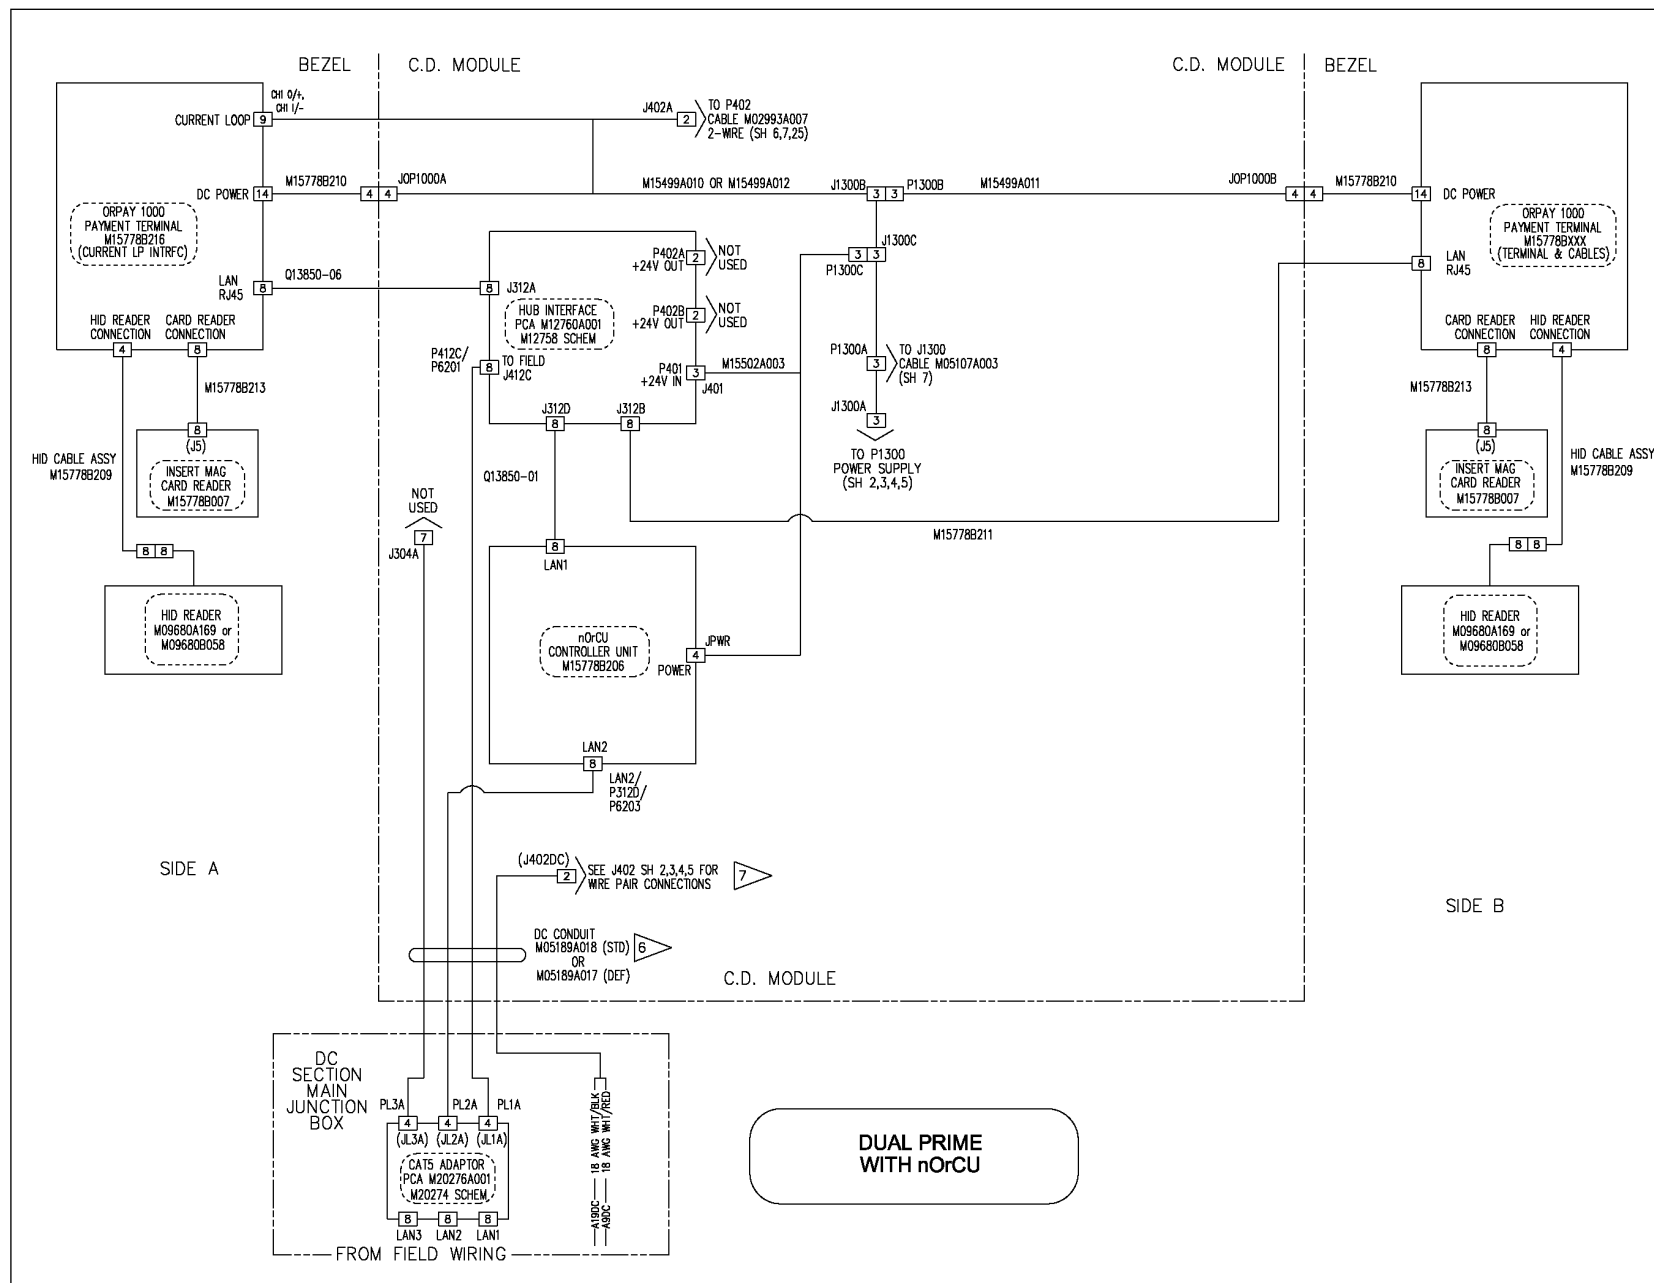 BEZEL
C.D. MODULE
C.D. MODULE
BEZEL
CH1 0/+,
CH1 1/-
CURRENT LOOP
9
J402A
2
TO P402
CABLE M02993A007
2-WIRE (SH 6,7,25)
DC POWER
14
M15778B210
4 4
J0P1000A
M15499A010 OR M15499A012
J1300B
3 3
P1300B
M15499A011
J0P1000B
4 4
M15778B210
14
DC POWER
ORPAY 1000
PAYMENT TERMINAL
M15778B216
(CURRENT LP INTRFC)
ORPAY 1000
PAYMENT TERMINAL
M15778BXXX
(TERMINAL & CABLES)
LAN
RJ45
8
Q13850-06
8
J312A
P402A
+24V OUT
2
NOT
USED
3 3
J1300C
P1300C
8
LAN
RJ45
HUB INTERFACE
PCA M12760A001
M12758 SCHEM
P402B
+24V OUT
2
NOT
USED
HID READER
CONNECTION
4
CARD READER
CONNECTION
8
M15778B213
P412C/
P6201
8
TO FIELD
J412C
P401
+24V IN
3
J401
M15502A003
P1300A
3
TO J1300
CABLE M05107A003
(SH 7)
CARD READER
CONNECTION
8
HID READER
CONNECTION
4
M15778B213
J312D
8
J312B
8
J1300A
3
TO P1300
POWER SUPPLY
(SH 2,3,4,5)
HID CABLE ASSY
M15778B209
8
(J5)
INSERT MAG
CARD READER
M15778B007
Q13850-01
8
(J5)
INSERT MAG
CARD READER
M15778B007
HID CABLE ASSY
M15778B209
NOT
USED
7
J304A
M15778B211
8 8
8
LAN1
8 8
HID READER
M09680A169 or
M09680B058
nOrCU
CONTROLLER UNIT
M15778B206
JPWR
4
POWER
HID READER
M09680A169 or
M09680B058
LAN2
8
LAN2/
P312D/
P6203
SIDE A
(J402DC)
2
SEE J402 SH 2,3,4,5 FOR
WIRE PAIR CONNECTIONS
7
SIDE B
DC CONDUIT
M05189A018 (STD)
OR
M05189A017 (DEF)
6
C.D. MODULE
DC
SECTION
MAIN
JUNCTION
BOX
PL3A
PL2A
PL1A
4
4
4
(JL3A)
(JL2A)
(JL1A)
CAT5 ADAPTOR
PCA M20276A001
M20274 SCHEM
8
8
8
LAN3
LAN2
LAN1
A19DC
18 AWG WHT/BLK
A9DC
18 AWG WHT/RED
FROM FIELD WIRING
DUAL PRIME
WITH nOrCU